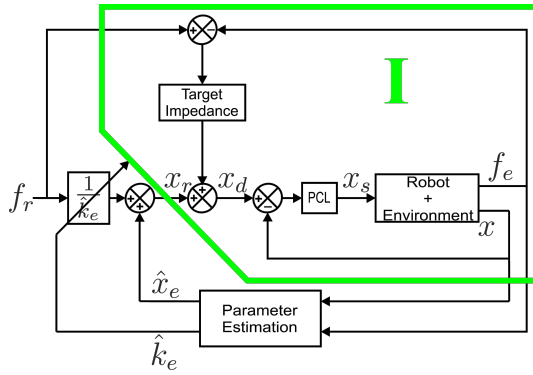 + −
I
Target
Impedance
f_r
1
k̂_e
+
+
x_r
+
+
x_d
+
−
PCL
x_s
Robot
+
Environment
f_e
x
x̂_e
Parameter
Estimation
k̂_e